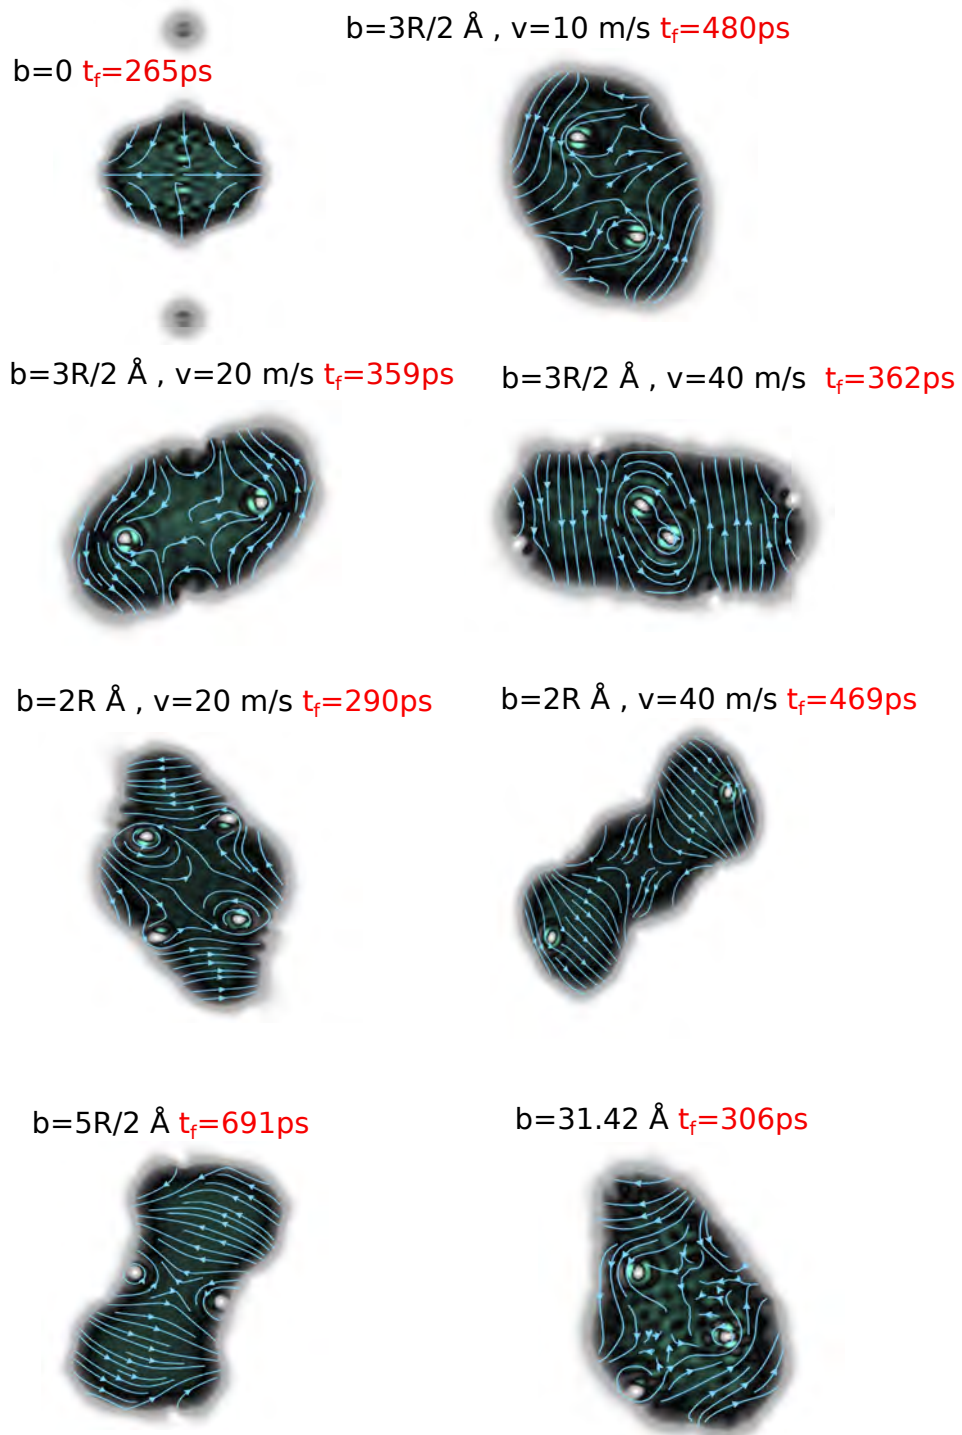 b=3R/2 Å , v=10 m/s t_f=480ps
b=0 t_f=265ps
b=3R/2 Å , v=20 m/s t_f=359ps
b=3R/2 Å , v=40 m/s t_f=362ps
b=2R Å , v=20 m/s t_f=290ps
b=2R Å , v=40 m/s t_f=469ps
b=5R/2 Å t_f=691ps
b=31.42 Å t_f=306ps